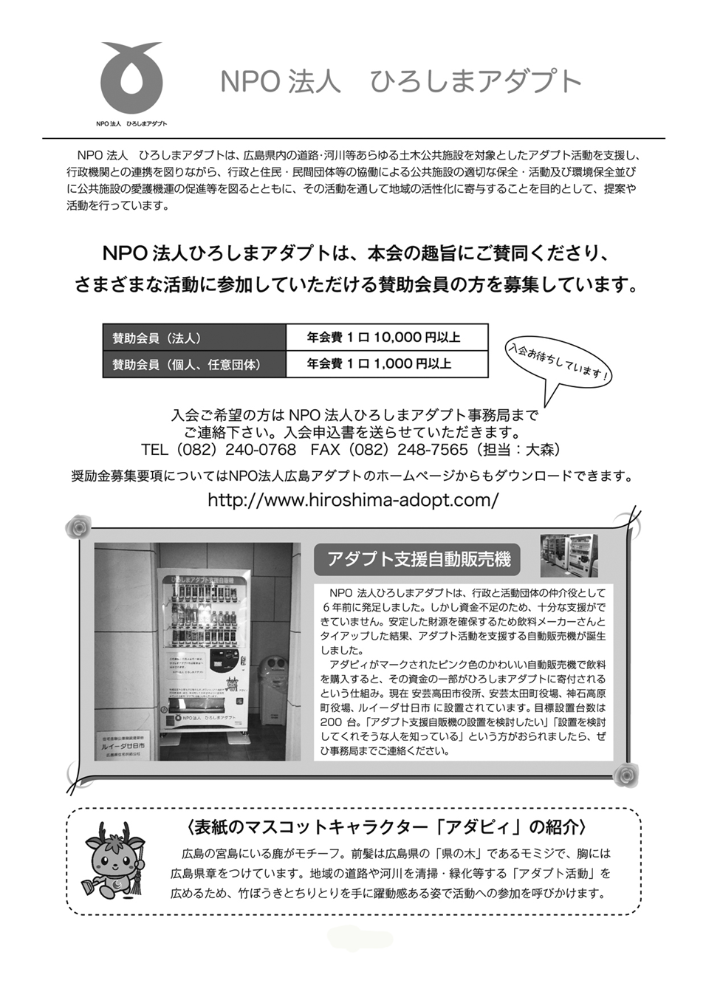 NPO 法人　ひろしまアダプト
NPO 法人　ひろしまアダプト
NPO 法人　ひろしまアダプトは、広島県内の道路・河川等あらゆる土木公共施設を対象としたアダプト活動を支援し、
行政機関との連携を図りながら、行政と住民・民間団体等の協働による公共施設の適切な保全・活動及び環境保全並び
に公共施設の愛護機運の促進等を図るとともに、その活動を通して地域の活性化に寄与することを目的として、提案や
活動を行っています。
NPO 法人ひろしまアダプトは、本会の趣旨にご賛同くださり、
さまざまな活動に参加していただける賛助会員の方を募集しています。
賛助会員（法人） 年会費 1 口 10,000 円以上
賛助会員（個人、任意団体） 年会費 1 口 1,000 円以上
入会お待ちしています！
入会ご希望の方は NPO 法人ひろしまアダプト事務局まで
ご連絡下さい。入会申込書を送らせていただきます。
TEL（082）240-0768　FAX（082）248-7565（担当：大森）
奨励金募集要項についてはNPO法人広島アダプトのホームページからもダウンロードできます。
http://www.hiroshima-adopt.com/
アダプト支援自動販売機
NPO 法人ひろしまアダプトは、行政と活動団体の仲介役として
6 年前に発足しました。しかし資金不足のため、十分な支援がで
きていません。安定した財源を確保するため飲料メーカーさんと
タイアップした結果、アダプト活動を支援する自動販売機が誕生
しました。
アダピィがマークされたピンク色のかわいい自動販売機で飲料
を購入すると、その資金の一部がひろしまアダプトに寄付される
という仕組み。現在 安芸高田市役所、安芸太田町役場、神石高原
町役場、ルイーダ廿日市 に設置されています。目標設置台数は
200 台。「アダプト支援自販機の設置を検討したい」「設置を検討
してくれそうな人を知っている」という方がおられましたら、ぜ
ひ事務局までご連絡ください。
ひろしまアダプト支援自販機
NPO法人 ひろしまアダプト
ルイーダ廿日市
広島県住宅供給公社
〈表紙のマスコットキャラクター「アダピィ」の紹介〉
広島の宮島にいる鹿がモチーフ。前髪は広島県の「県の木」であるモミジで、胸には
広島県章をつけています。地域の道路や河川を清掃・緑化等する「アダプト活動」を
広めるため、竹ぼうきとちりとりを手に躍動感ある姿で活動への参加を呼びかけます。